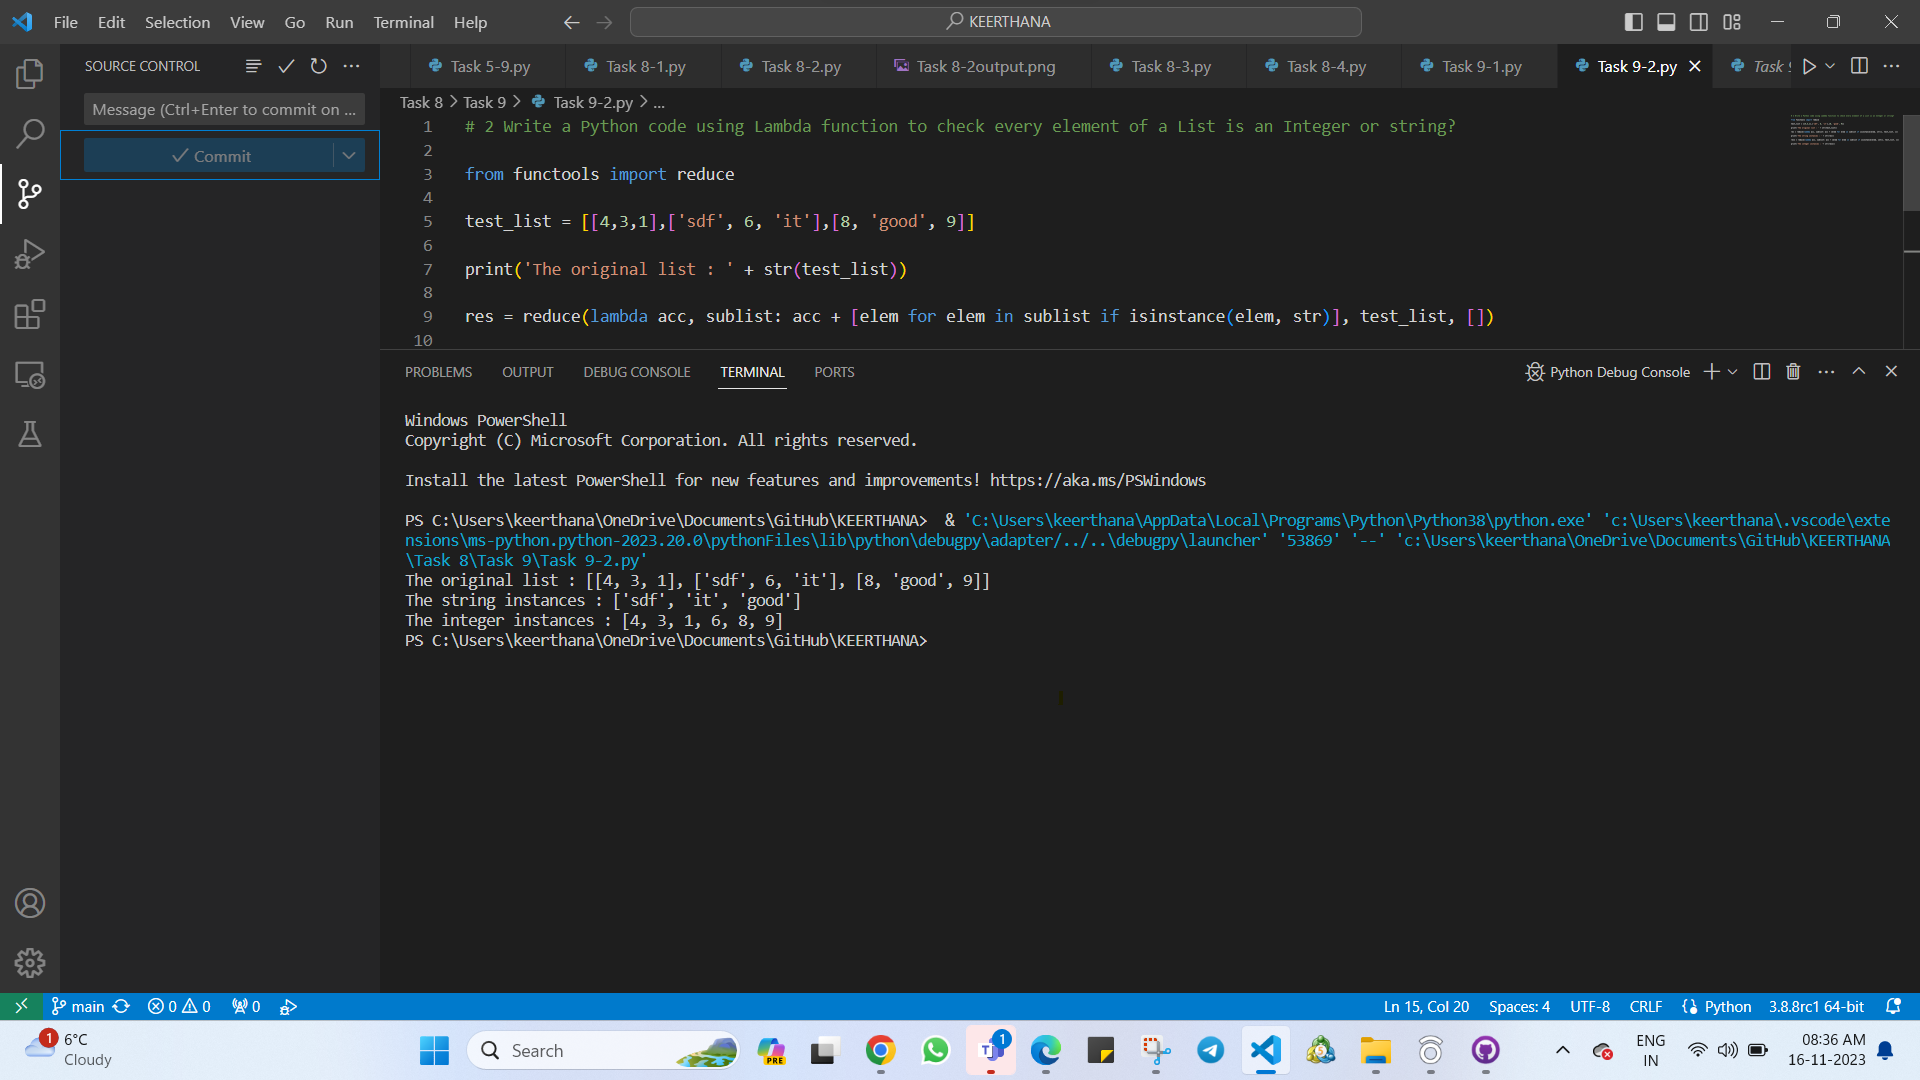 File Edit Selection View Go Run Terminal Help
KEERTHANA
SOURCE CONTROL
Task 5-9.py
Task 8-1.py
Task 8-2.py
Task 8-2output.png
Task 8-3.py
Task 8-4.py
Task 9-1.py
Task 9-2.py
Task
Message (Ctrl+Enter to commit on ...
Commit
Task 8 > Task 9 > Task 9-2.py > ...
1 # 2 Write a Python code using Lambda function to check every element of a List is an Integer or string?
2
3 from functools import reduce
4
5 test_list = [[4,3,1],['sdf', 6, 'it'],[8, 'good', 9]]
6
7 print('The original list : ' + str(test_list))
8
9 res = reduce(lambda acc, sublist: acc + [elem for elem in sublist if isinstance(elem, str)], test_list, [])
10
PROBLEMS OUTPUT DEBUG CONSOLE TERMINAL PORTS
Python Debug Console
Windows PowerShell
Copyright (C) Microsoft Corporation. All rights reserved.
Install the latest PowerShell for new features and improvements! https://aka.ms/PSWindows
PS C:\Users\keerthana\OneDrive\Documents\GitHub\KEERTHANA>  & 'C:\Users\keerthana\AppData\Local\Programs\Python\Python38\python.exe' 'c:\Users\keerthana\.vscode\exte
nsions\ms-python.python-2023.20.0\pythonFiles\lib\python\debugpy\adapter/../..\debugpy\launcher' '53869' '--' 'c:\Users\keerthana\OneDrive\Documents\GitHub\KEERTHANA
\Task 8\Task 9\Task 9-2.py'
The original list : [[4, 3, 1], ['sdf', 6, 'it'], [8, 'good', 9]]
The string instances : ['sdf', 'it', 'good']
The integer instances : [4, 3, 1, 6, 8, 9]
PS C:\Users\keerthana\OneDrive\Documents\GitHub\KEERTHANA>
main 0 0 0
Ln 15, Col 20 Spaces: 4 UTF-8 CRLF Python 3.8.8rc1 64-bit
1
6°C
Cloudy
Search
PRE
1
ENG
IN
08:36 AM
16-11-2023